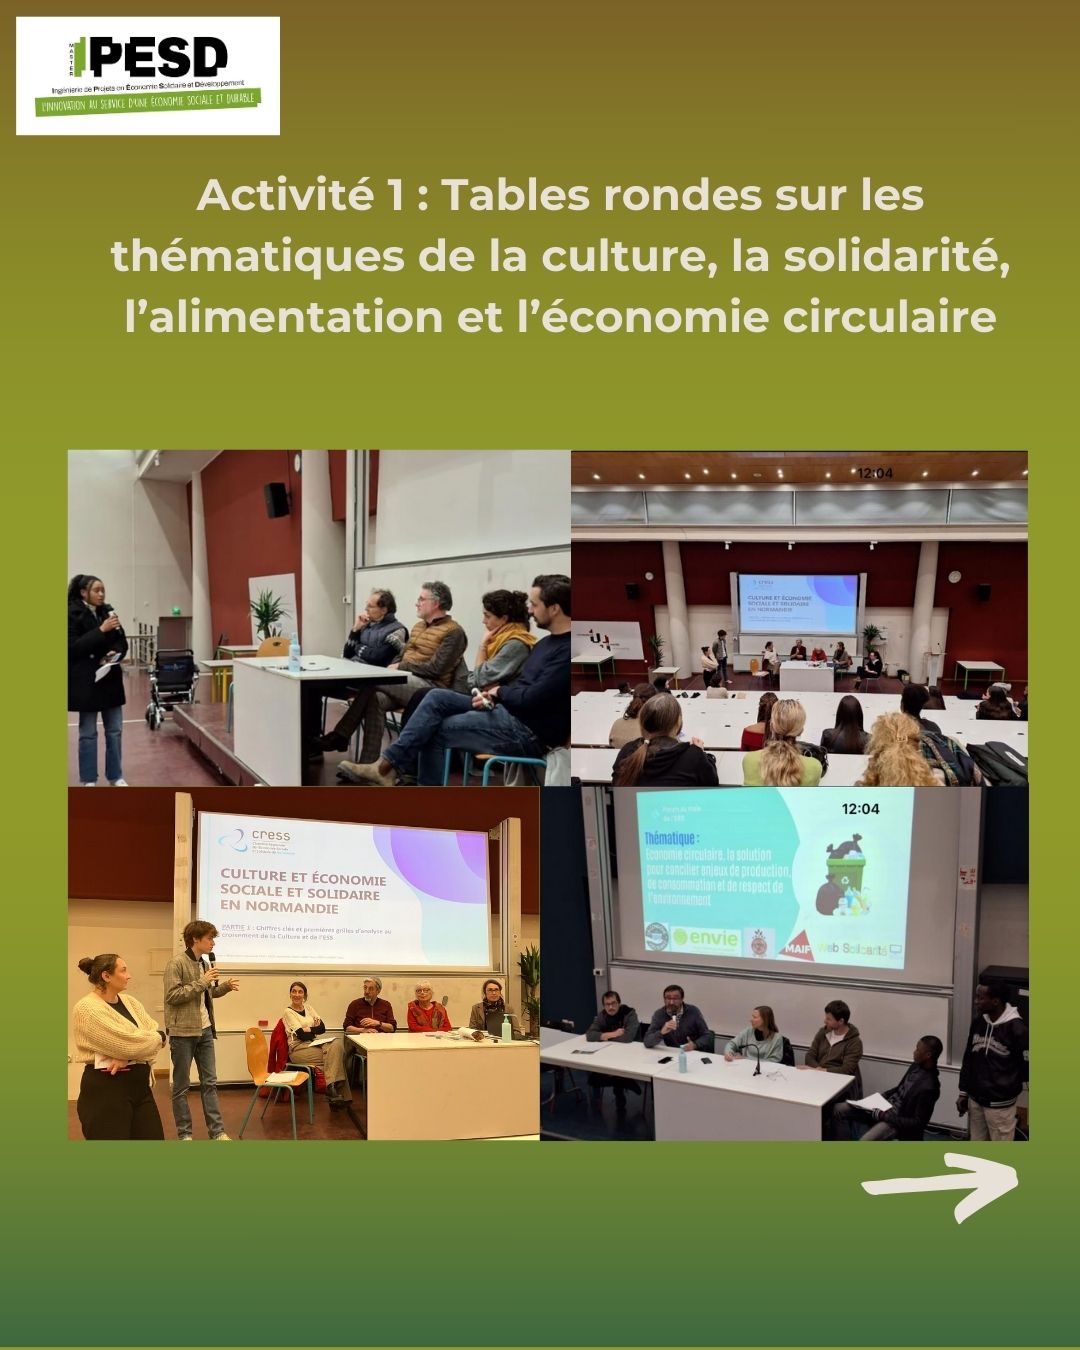 MASTER
IPESD
Ingénierie de Projets en Économie Solidaire et Développement
L'INNOVATION AU SERVICE D'UNE ÉCONOMIE SOCIALE ET DURABLE
Activité 1 : Tables rondes sur les
thématiques de la culture, la solidarité,
l’alimentation et l’économie circulaire
12:04
cress
CULTURE ET ÉCONOMIE
SOCIALE ET SOLIDAIRE
EN NORMANDIE
cress
CULTURE ET ÉCONOMIE
SOCIALE ET SOLIDAIRE
EN NORMANDIE
PARTIE 1 : Chiffres clés et premières grilles d'analyse au
croisement de la Culture et de l'ESS
12:04
Thématique :
Economie circulaire, la solution
pour concilier enjeux de production,
de consommation et de respect de
l'environnement
envie
MAIF
Web Solidarité